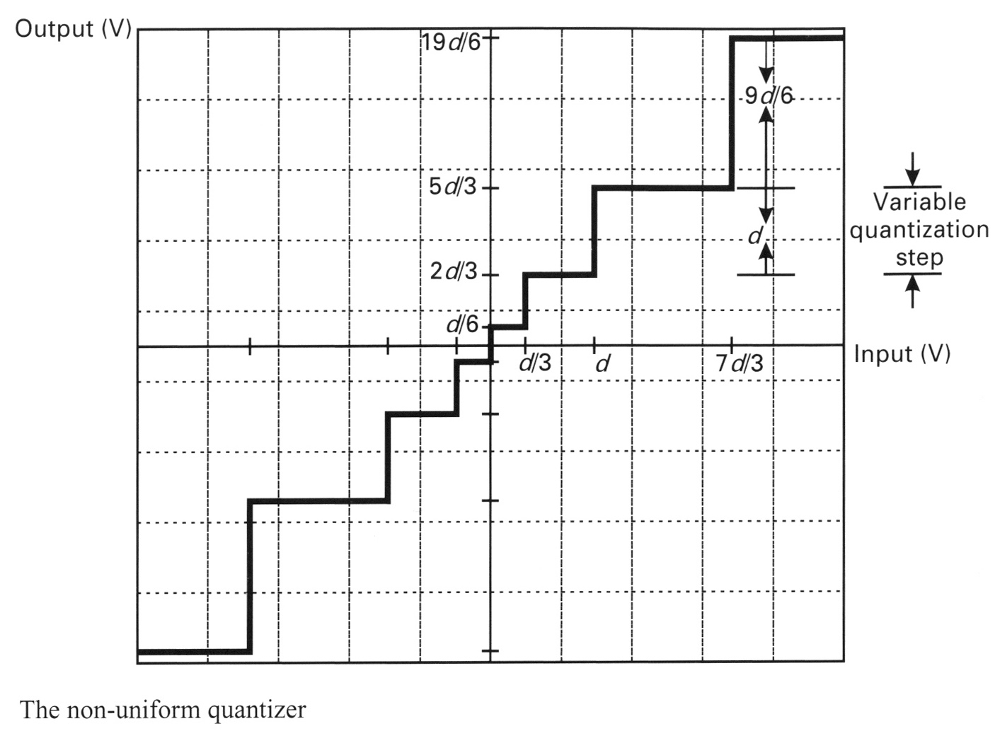 Output (V)
19d/6
9d/6
5d/3
Variable
quantization
step
d
2d/3
d/6
Input (V)
d/3
d
7d/3
The non-uniform quantizer